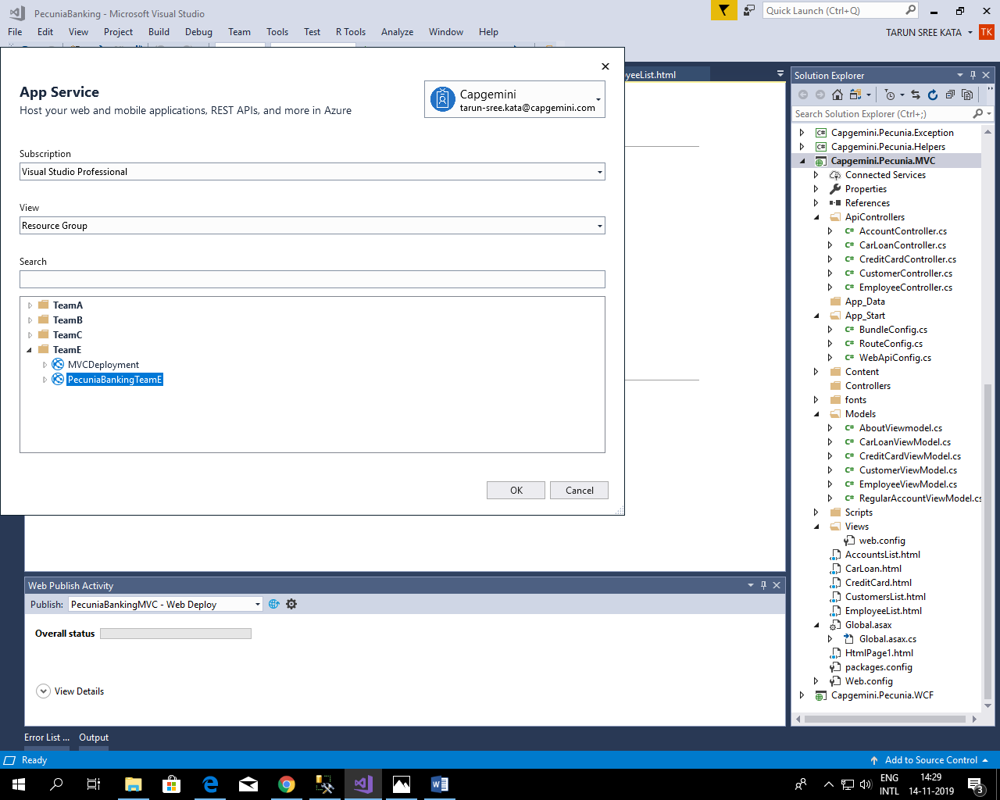 PecuniaBanking - Microsoft Visual Studio
Quick Launch (Ctrl+Q)
File Edit View Project Build Debug Team Tools Test R Tools Analyze Window Help
TARUN SREE KATA TK
App Service
Host your web and mobile applications, REST APIs, and more in Azure
Capgemini
tarun-sree.kata@capgemini.com
Subscription
Visual Studio Professional
View
Resource Group
Search
TeamA
TeamB
TeamC
TeamE
MVCDeployment
PecuniaBankingTeamE
OK Cancel
yeeList.html
Web Publish Activity
Publish: PecuniaBankingMVC - Web Deploy
Overall status
View Details
Error List ... Output
Solution Explorer
Search Solution Explorer (Ctrl+;)
C# Capgemini.Pecunia.Exception
C# Capgemini.Pecunia.Helpers
Capgemini.Pecunia.MVC
Connected Services
Properties
References
ApiControllers
C# AccountController.cs
C# CarLoanController.cs
C# CreditCardController.cs
C# CustomerController.cs
C# EmployeeController.cs
App_Data
App_Start
C# BundleConfig.cs
C# RouteConfig.cs
C# WebApiConfig.cs
Content
Controllers
fonts
Models
C# AboutViewmodel.cs
C# CarLoanViewModel.cs
C# CreditCardViewModel.cs
C# CustomerViewModel.cs
C# EmployeeViewModel.cs
C# RegularAccountViewModel.cs
Scripts
Views
web.config
AccountsList.html
CarLoan.html
CreditCard.html
CustomersList.html
EmployeeList.html
Global.asax
Global.asax.cs
HtmlPage1.html
packages.config
Web.config
Capgemini.Pecunia.WCF
Ready
Add to Source Control
ENG
INTL
14:29
14-11-2019
3